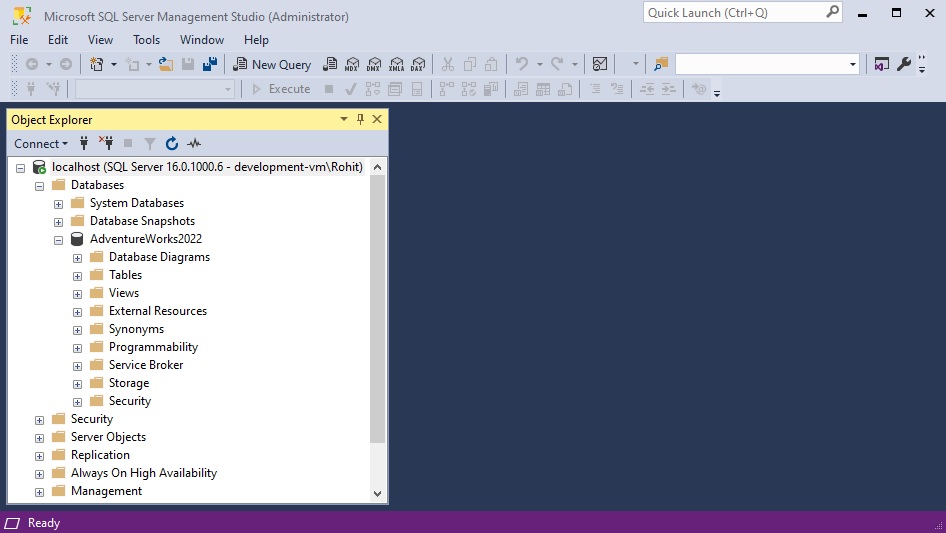 Microsoft SQL Server Management Studio (Administrator)
Quick Launch (Ctrl+Q)
File Edit View Tools Window Help
New Query MDX DMX XMLA DAX
Execute
Object Explorer
Connect
localhost (SQL Server 16.0.1000.6 - development-vm\Rohit)
Databases
System Databases
Database Snapshots
AdventureWorks2022
Database Diagrams
Tables
Views
External Resources
Synonyms
Programmability
Service Broker
Storage
Security
Security
Server Objects
Replication
Always On High Availability
Management
Ready